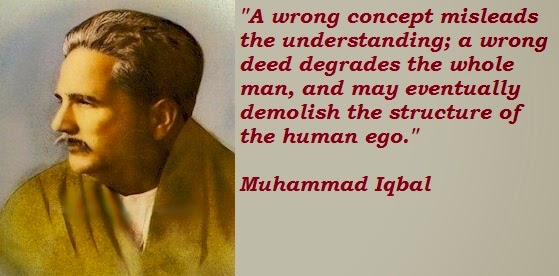 "A wrong concept misleads
the understanding; a wrong
deed degrades the whole
man, and may eventually
demolish the structure of
the human ego."
Muhammad Iqbal